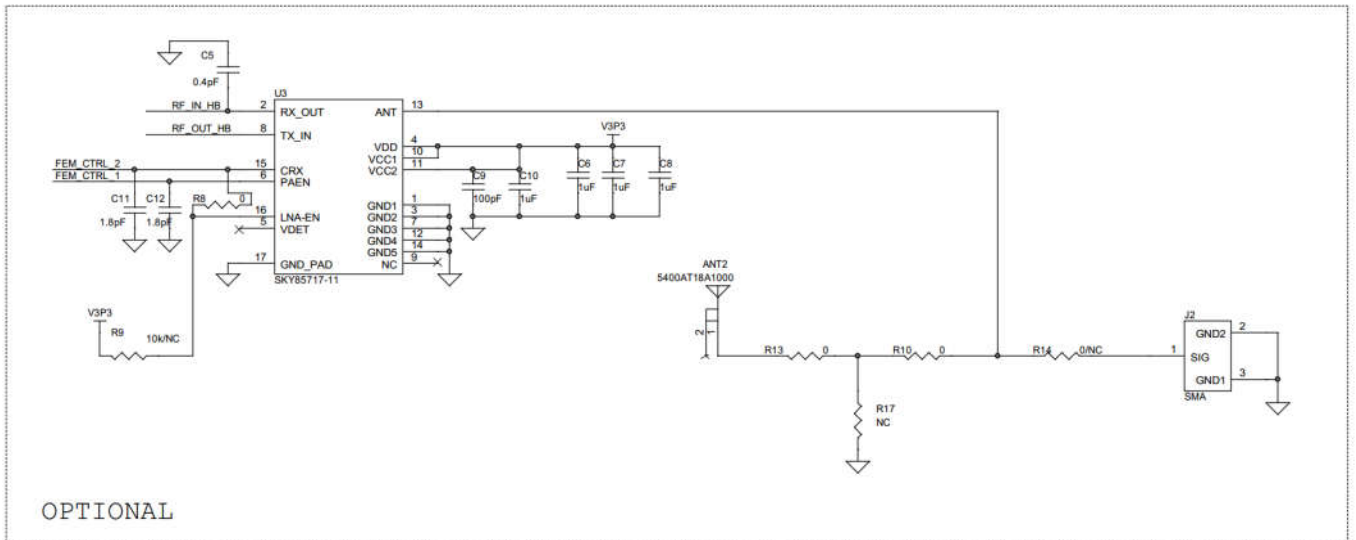 C5
0.4pF
U3
RF_IN_HB 2 RX_OUT ANT 13
RF_OUT_HB 8 TX_IN
V3P3
VDD 4
VCC1 10
FEM_CTRL_2 15 CRX VCC2 11
FEM_CTRL_1 6 PAEN
C9 100pF
C10 1uF
C6 1uF
C7 1uF
C8 1uF
C11 1.8pF
C12 1.8pF
R8 0
16 LNA-EN
5 VDET
GND1 1
GND2 3
GND3 7
GND4 12
GND5 14
17 GND_PAD NC 9
SKY85717-11
ANT2
5400AT18A1000
2 1
V3P3
R9 10k/NC
R13 0
R10 0
R14 0/NC
R17
NC
J2
GND2 2
1 SIG
GND1 3
SMA
OPTIONAL